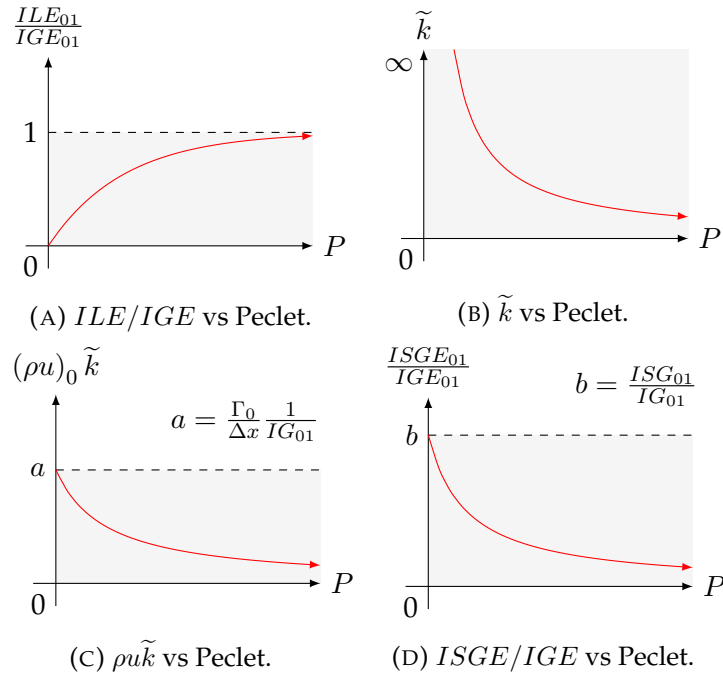 ILE₀₁/IGE₀₁
1
0
P
(A) ILE/IGE vs Peclet.
k̃
∞
0
P
(B) k̃ vs Peclet.
(ρu)₀ k̃
a = Γ₀/Δx 1/IG₀₁
a
0
P
(C) ρuk̃ vs Peclet.
ISGE₀₁/IGE₀₁
b = ISG₀₁/IG₀₁
b
0
P
(D) ISGE/IGE vs Peclet.